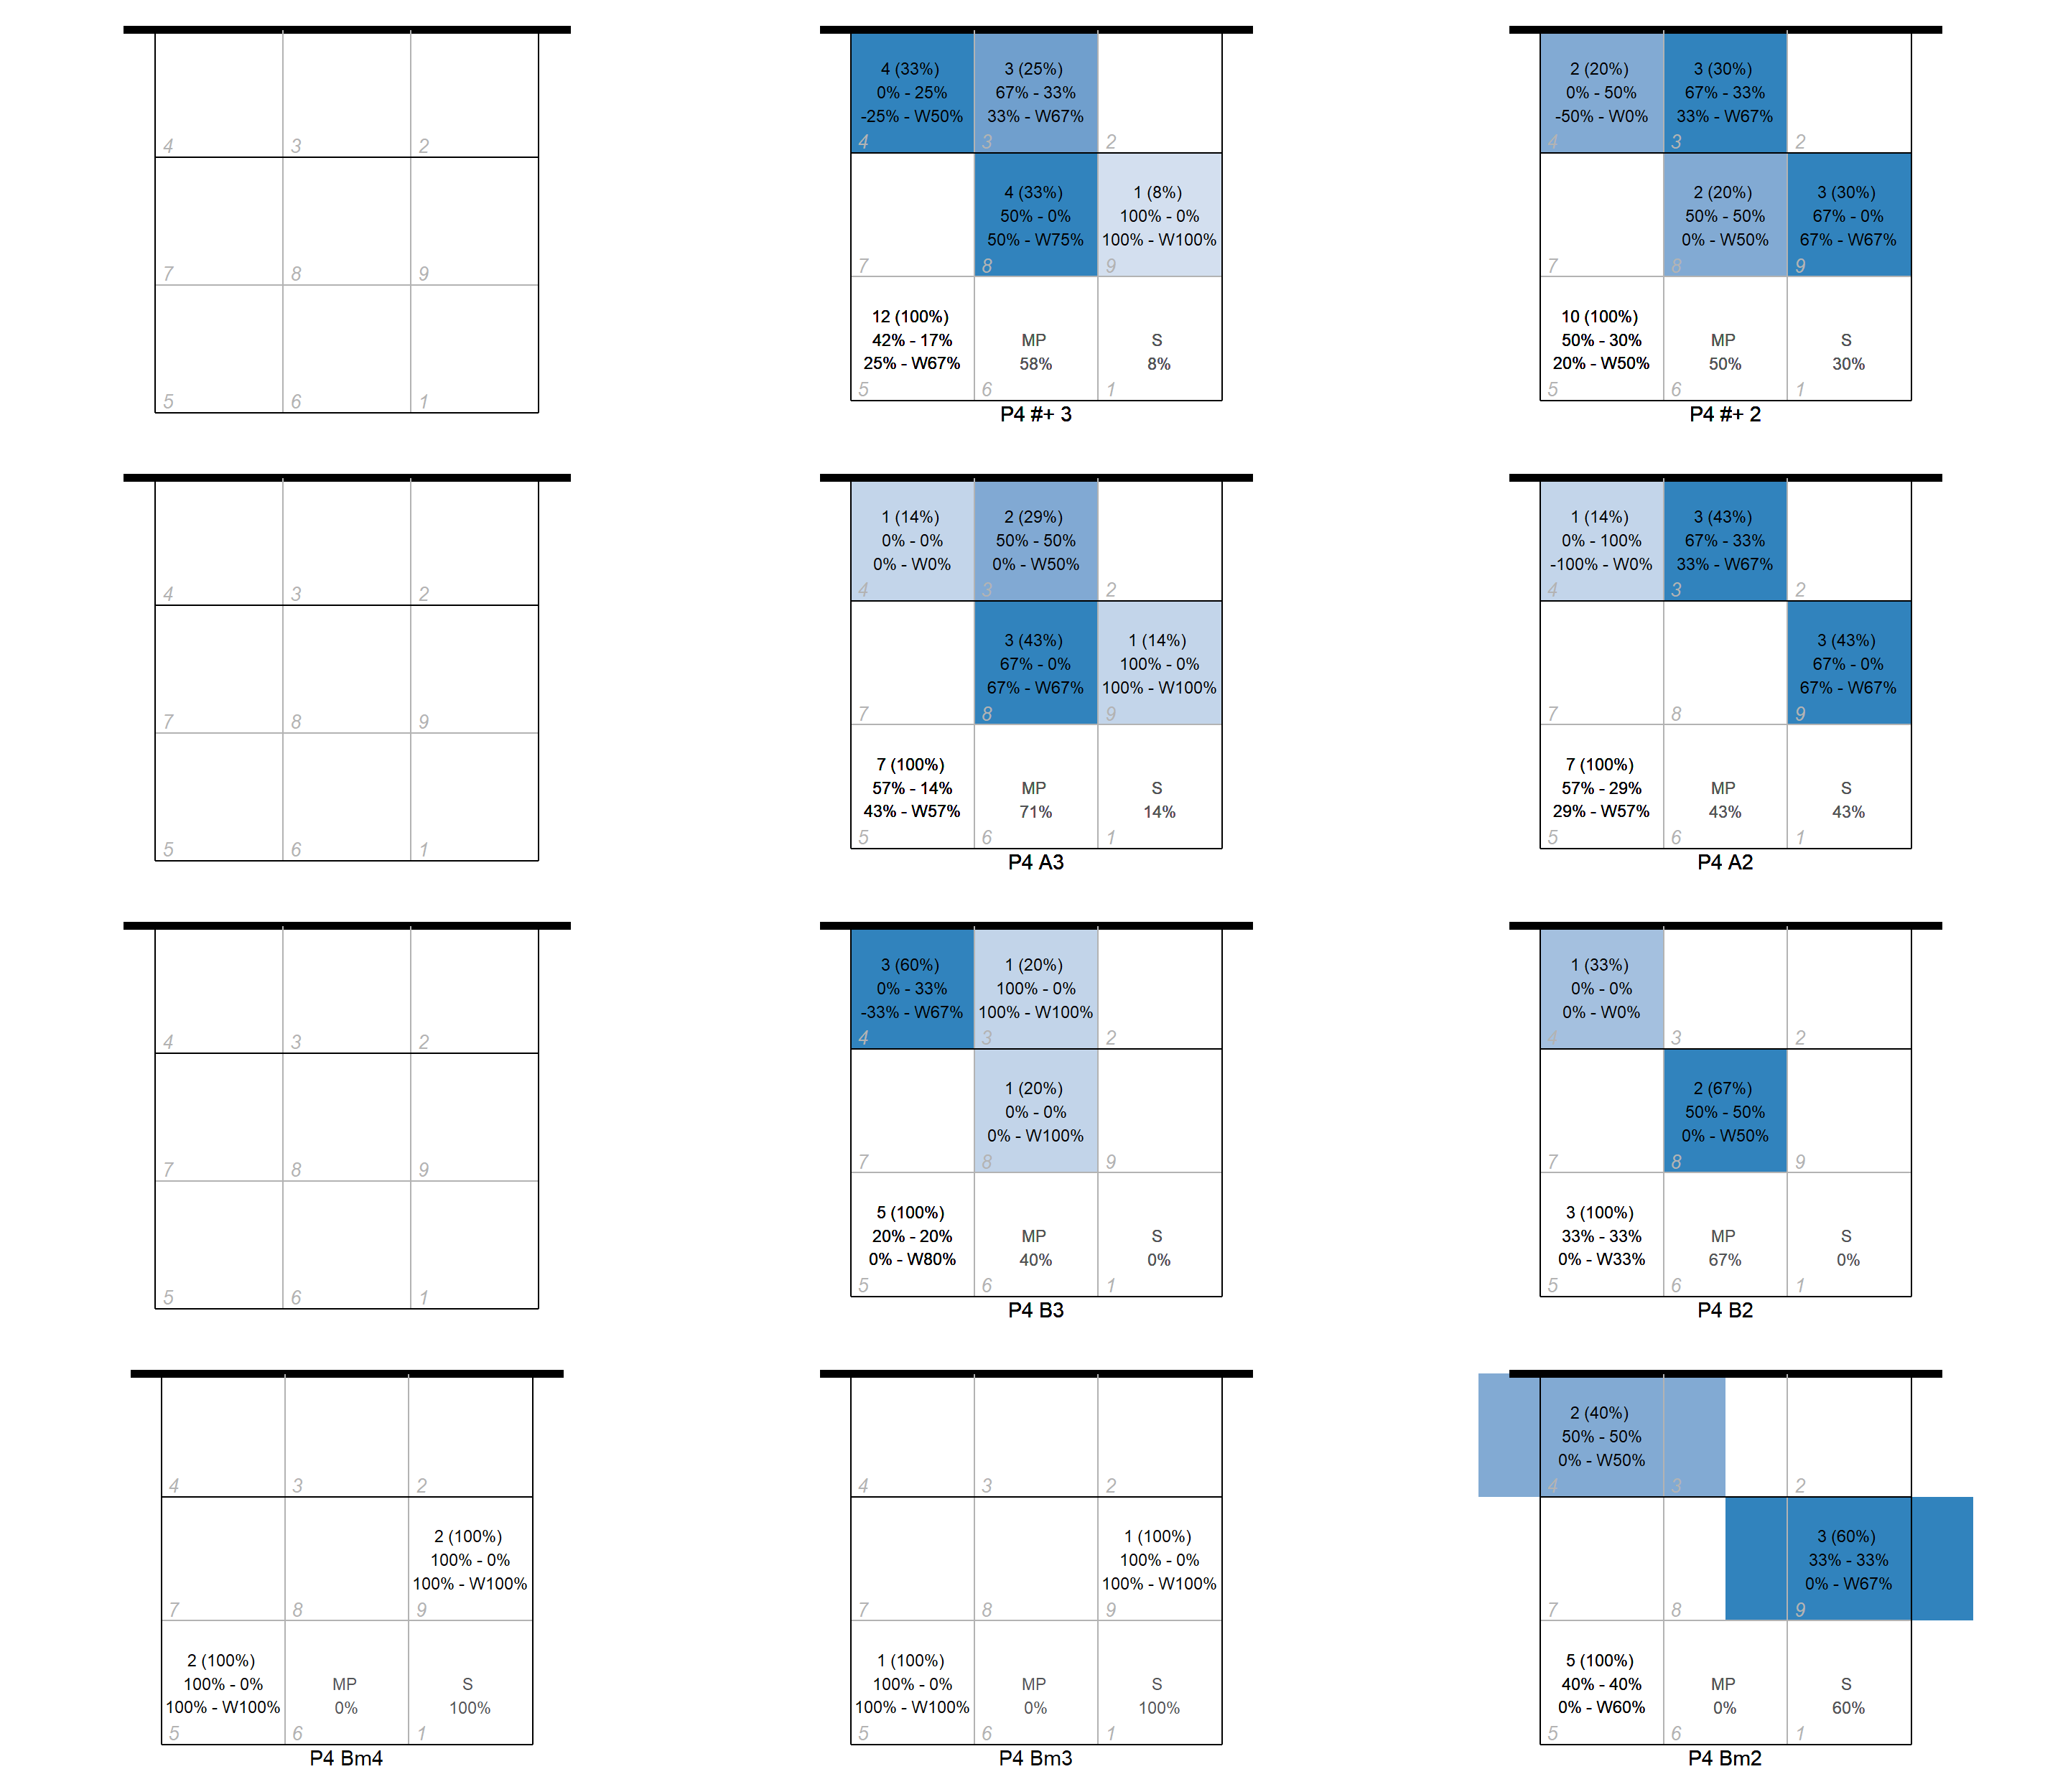 4 3 2
7 8 9
5 6 1
4 (33%)
0% - 25%
-25% - W50%
4
3 (25%)
67% - 33%
33% - W67%
3
2
7
4 (33%)
50% - 0%
50% - W75%
8
1 (8%)
100% - 0%
100% - W100%
9
12 (100%)
42% - 17%
25% - W67%
5
MP
58%
6
S
8%
1
P4 #+ 3
2 (20%)
0% - 50%
-50% - W0%
4
3 (30%)
67% - 33%
33% - W67%
3
2
7
2 (20%)
50% - 50%
0% - W50%
8
3 (30%)
67% - 0%
67% - W67%
9
10 (100%)
50% - 30%
20% - W50%
5
MP
50%
6
S
30%
1
P4 #+ 2
4 3 2
7 8 9
5 6 1
1 (14%)
0% - 0%
0% - W0%
4
2 (29%)
50% - 50%
0% - W50%
3
2
7
3 (43%)
67% - 0%
67% - W67%
8
1 (14%)
100% - 0%
100% - W100%
9
7 (100%)
57% - 14%
43% - W57%
5
MP
71%
6
S
14%
1
P4 A3
1 (14%)
0% - 100%
-100% - W0%
4
3 (43%)
67% - 33%
33% - W67%
3
2
7
8
3 (43%)
67% - 0%
67% - W67%
9
7 (100%)
57% - 29%
29% - W57%
5
MP
43%
6
S
43%
1
P4 A2
4 3 2
7 8 9
5 6 1
3 (60%)
0% - 33%
-33% - W67%
4
1 (20%)
100% - 0%
100% - W100%
3
2
7
1 (20%)
0% - 0%
0% - W100%
8
9
5 (100%)
20% - 20%
0% - W80%
5
MP
40%
6
S
0%
1
P4 B3
1 (33%)
0% - 0%
0% - W0%
4
3
2
7
2 (67%)
50% - 50%
0% - W50%
8
9
3 (100%)
33% - 33%
0% - W33%
5
MP
67%
6
S
0%
1
P4 B2
4 3 2
7
8
2 (100%)
100% - 0%
100% - W100%
9
2 (100%)
100% - 0%
100% - W100%
5
MP
0%
6
S
100%
1
P4 Bm4
4 3 2
7
8
1 (100%)
100% - 0%
100% - W100%
9
1 (100%)
100% - 0%
100% - W100%
5
MP
0%
6
S
100%
1
P4 Bm3
2 (40%)
50% - 50%
0% - W50%
4
3
2
7
8
3 (60%)
33% - 33%
0% - W67%
9
5 (100%)
40% - 40%
0% - W60%
5
MP
0%
6
S
60%
1
P4 Bm2